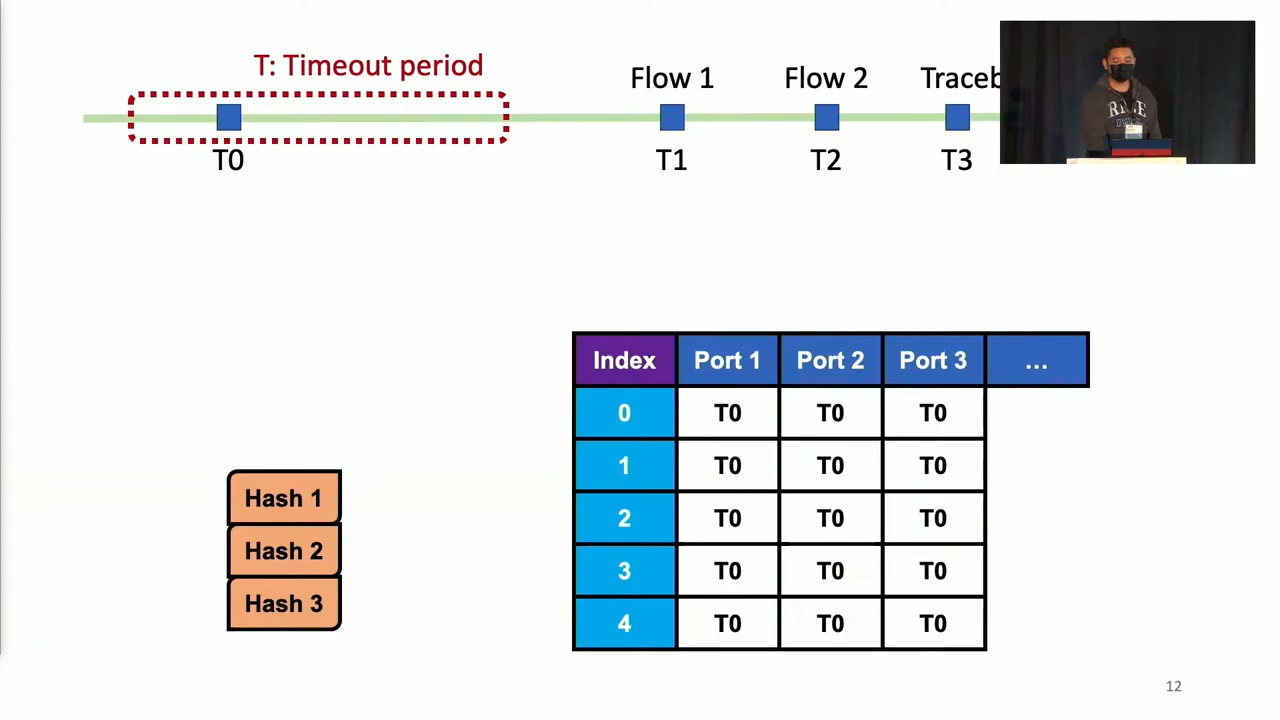 T: Timeout period
Flow 1 Flow 2 Traceb
T0 T1 T2 T3
Index Port 1 Port 2 Port 3 ...
0 T0 T0 T0
1 T0 T0 T0
2 T0 T0 T0
3 T0 T0 T0
4 T0 T0 T0
Hash 1
Hash 2
Hash 3
12